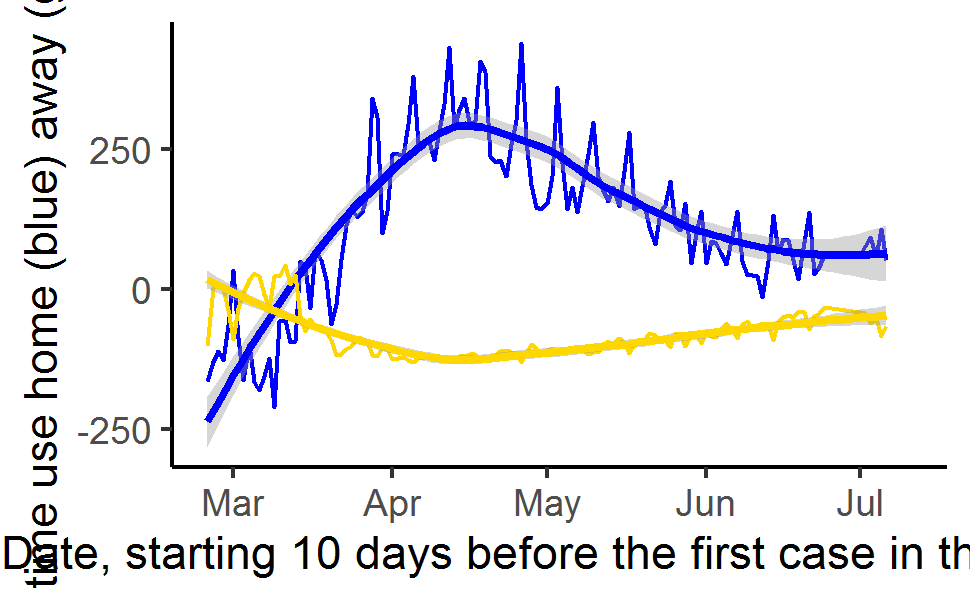 time use home (blue) away (
250
0
-250
Mar Apr May Jun Jul
Date, starting 10 days before the first case in th